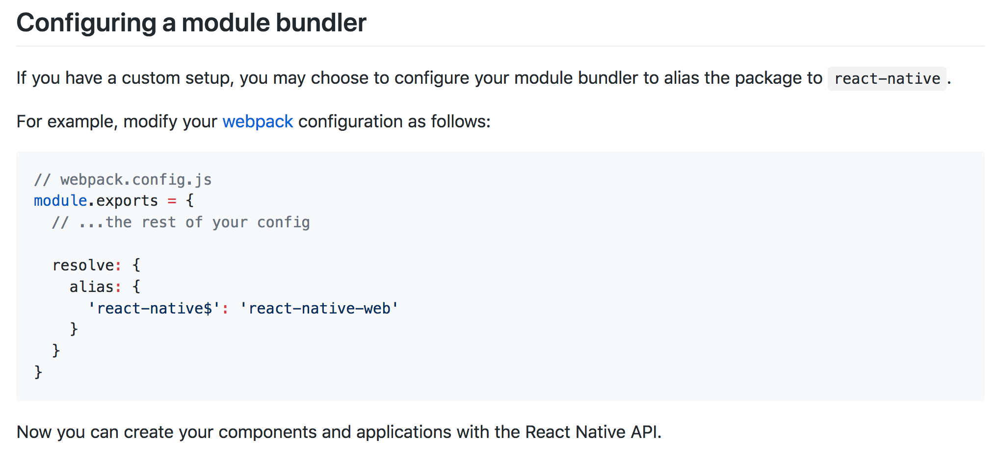 Configuring a module bundler
If you have a custom setup, you may choose to configure your module bundler to alias the package to react-native.
For example, modify your webpack configuration as follows:
// webpack.config.js
module.exports = {
  // ...the rest of your config

  resolve: {
    alias: {
      'react-native$': 'react-native-web'
    }
  }
}
Now you can create your components and applications with the React Native API.